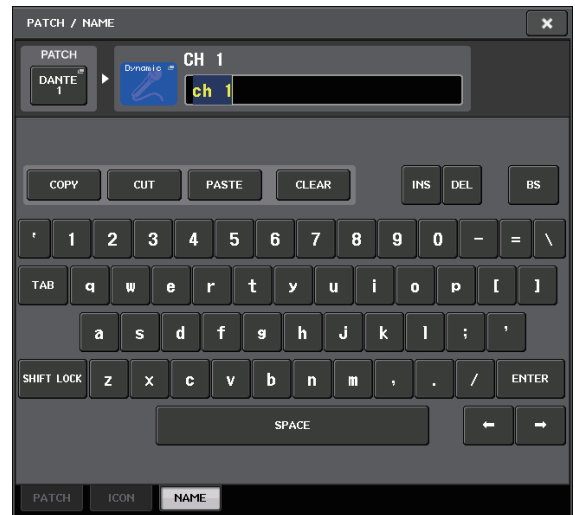 PATCH / NAME
PATCH
DANTE
1
Dynamic
CH 1
ch 1
COPY CUT PASTE CLEAR INS DEL BS
' 1 2 3 4 5 6 7 8 9 0 - = \
TAB q w e r t y u i o p [ ]
a s d f g h j k l ; '
SHIFT LOCK z x c v b n m , . / ENTER
SPACE ← →
PATCH ICON NAME